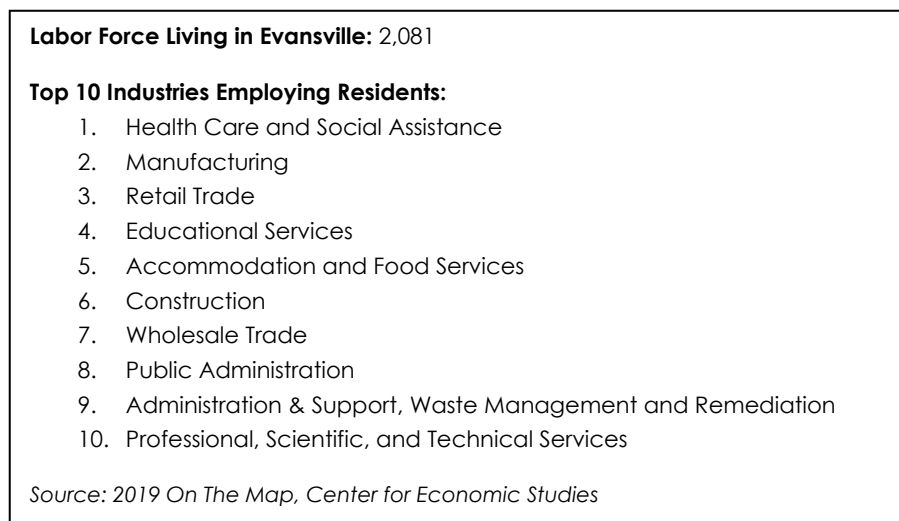 Labor Force Living in Evansville: 2,081
Top 10 Industries Employing Residents:
1. Health Care and Social Assistance
2. Manufacturing
3. Retail Trade
4. Educational Services
5. Accommodation and Food Services
6. Construction
7. Wholesale Trade
8. Public Administration
9. Administration & Support, Waste Management and Remediation
10. Professional, Scientific, and Technical Services
Source: 2019 On The Map, Center for Economic Studies